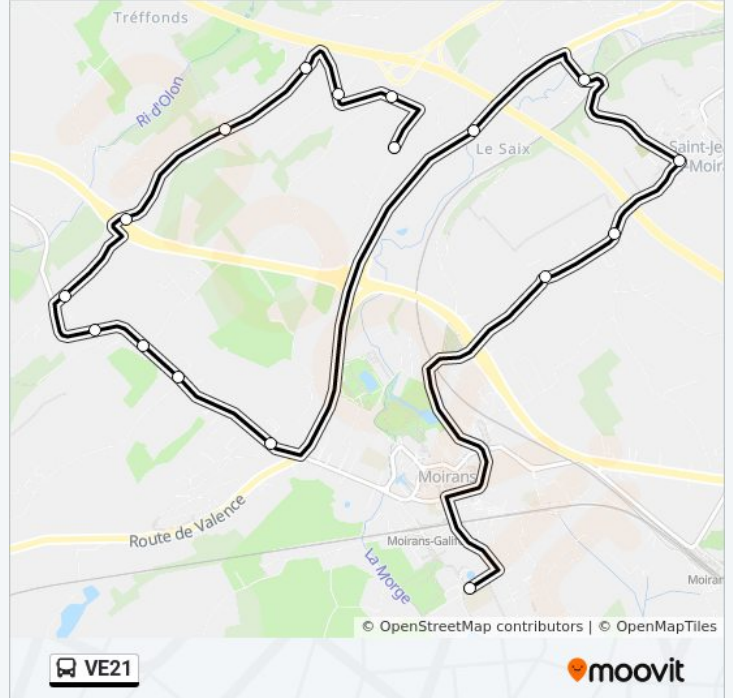 Tréffonds
Ri d'Olon
Le Saix
Saint-Je
Moira
Moirans
Route de Valence
Moirans-Galif
La Morge
Moiran
© OpenStreetMap contributors | © OpenMapTiles
VE21
moovit